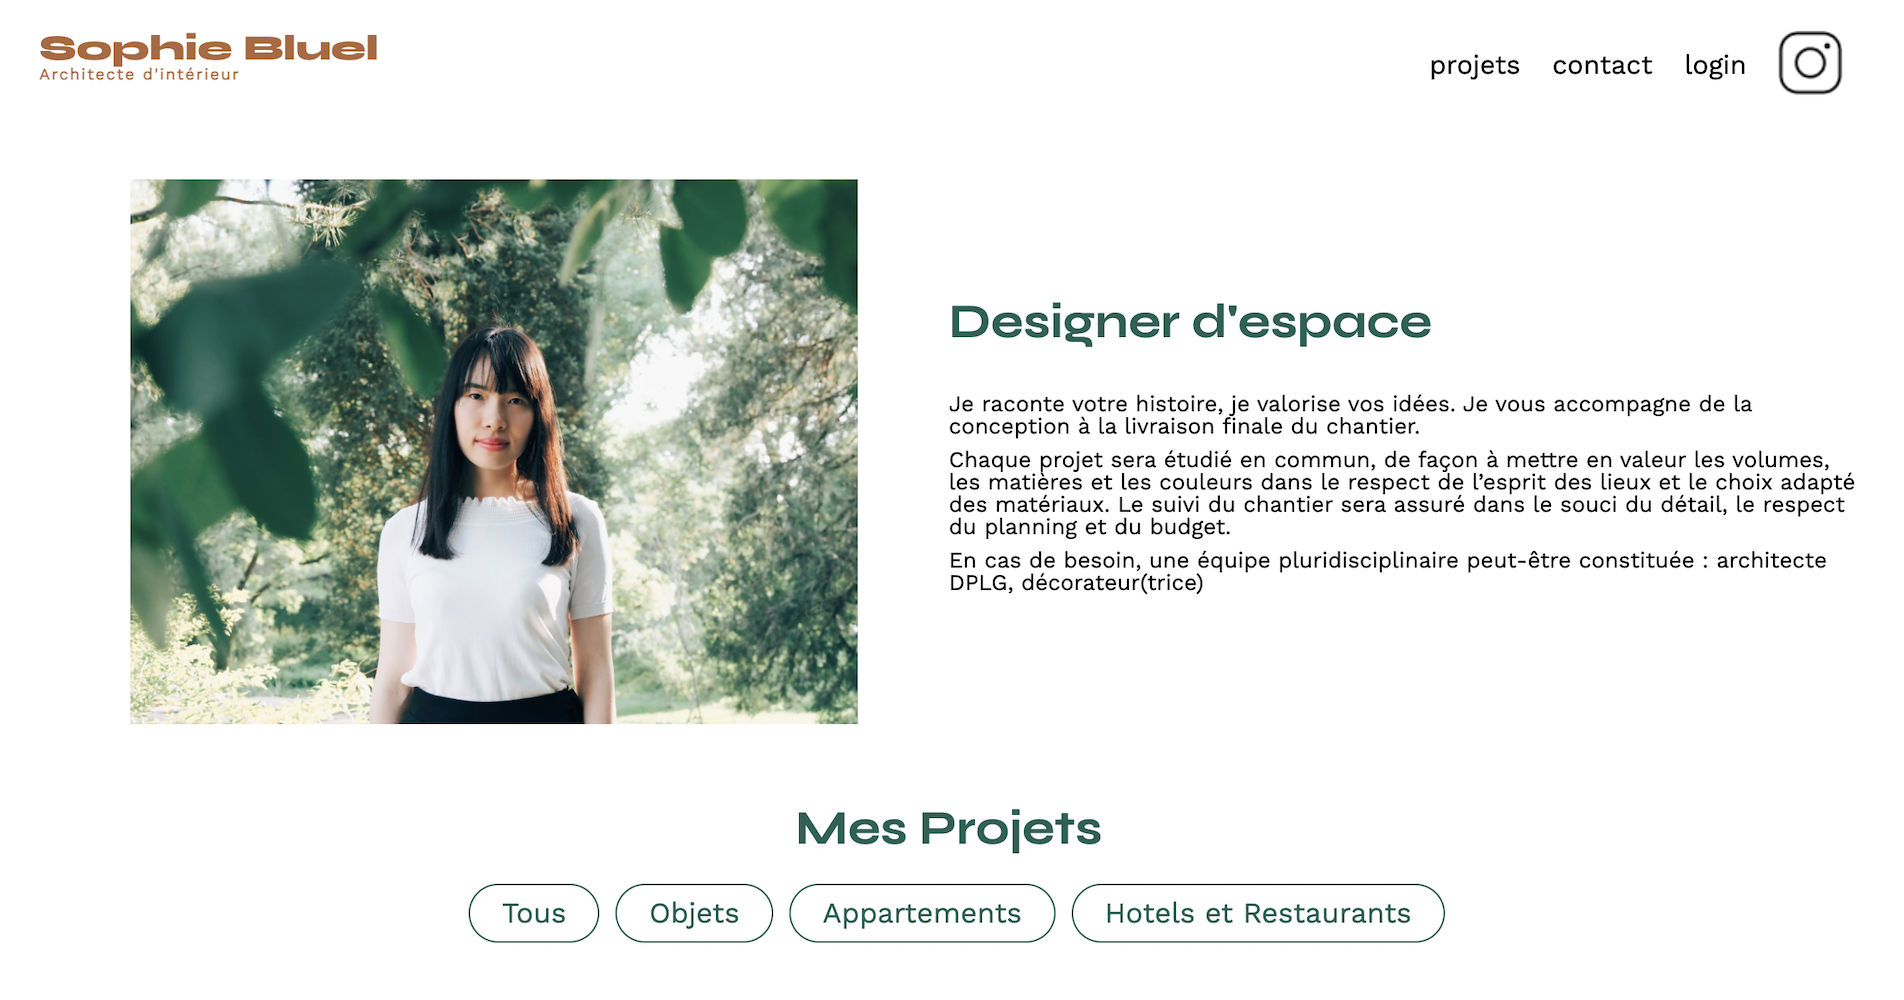 Sophie Bluel
Architecte d'intérieur
projets
contact
login
Designer d'espace
Je raconte votre histoire, je valorise vos idées. Je vous accompagne de la
conception à la livraison finale du chantier.
Chaque projet sera étudié en commun, de façon à mettre en valeur les volumes,
les matières et les couleurs dans le respect de l’esprit des lieux et le choix adapté
des matériaux. Le suivi du chantier sera assuré dans le souci du détail, le respect
du planning et du budget.
En cas de besoin, une équipe pluridisciplinaire peut-être constituée : architecte
DPLG, décorateur(trice)
Mes Projets
Tous
Objets
Appartements
Hotels et Restaurants